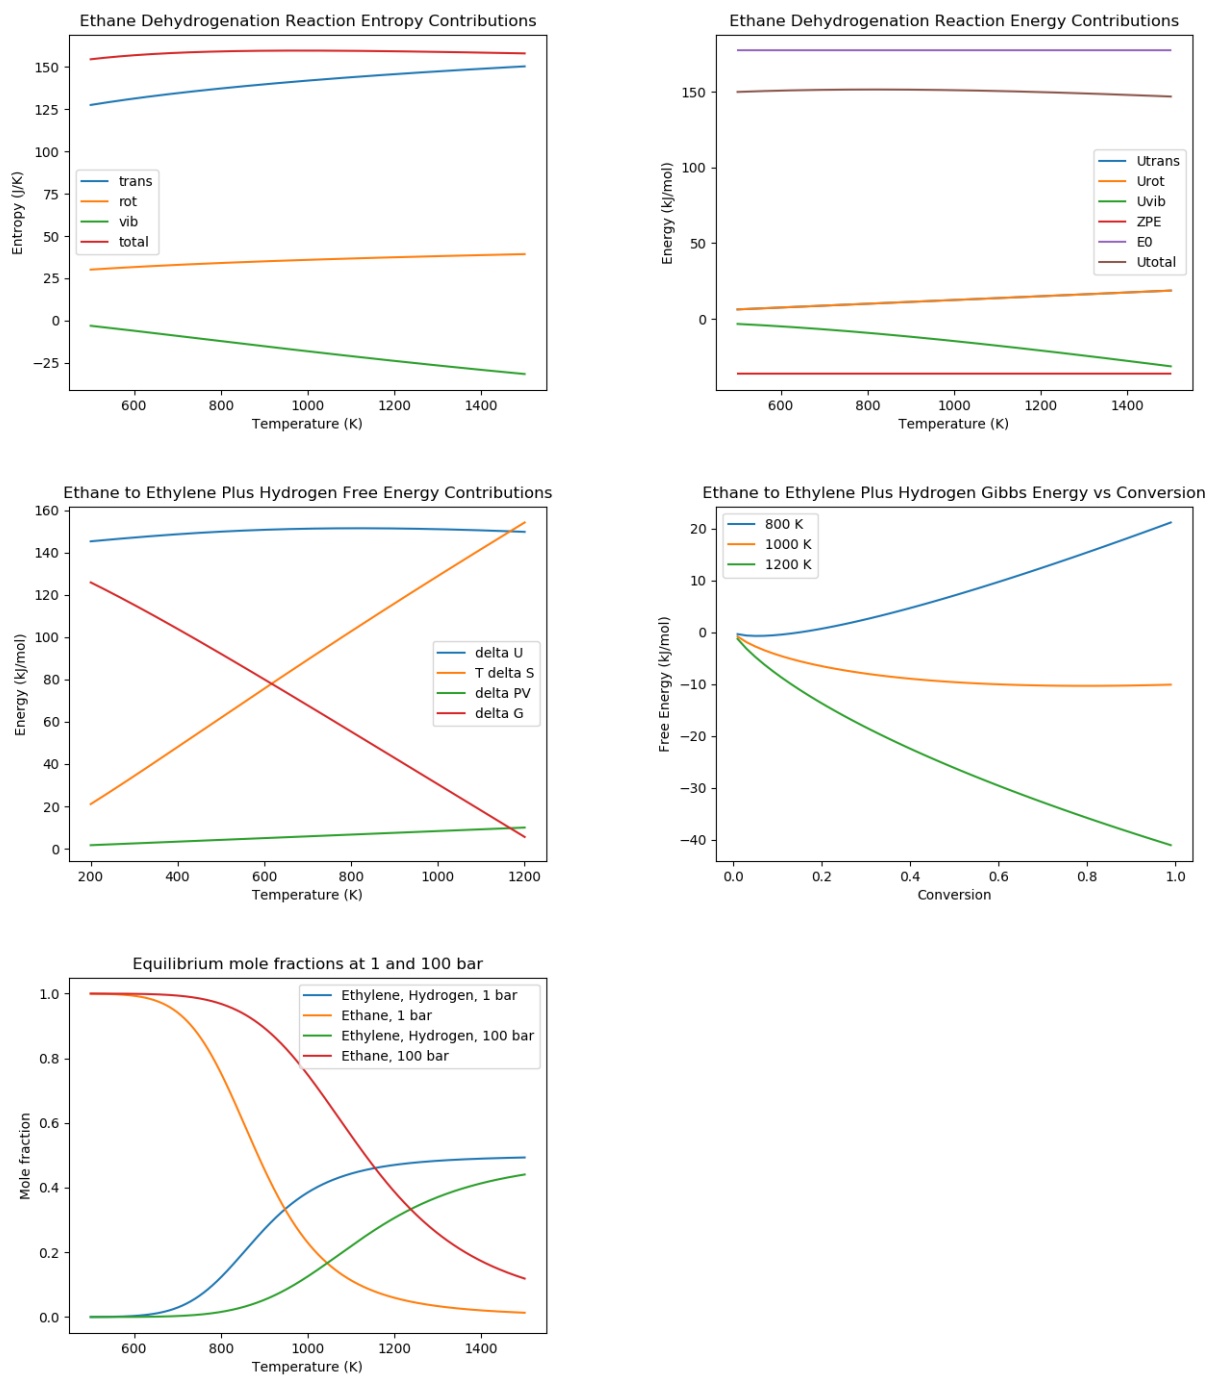 Ethane Dehydrogenation Reaction Entropy Contributions
150
125
100
75
50
25
0
−25
Entropy (J/K)
trans
rot
vib
total
600 800 1000 1200 1400
Temperature (K)
Ethane Dehydrogenation Reaction Energy Contributions
150
100
50
0
Energy (kJ/mol)
Utrans
Urot
Uvib
ZPE
E0
Utotal
600 800 1000 1200 1400
Temperature (K)
Ethane to Ethylene Plus Hydrogen Free Energy Contributions
160
140
120
100
80
60
40
20
0
Energy (kJ/mol)
delta U
T delta S
delta PV
delta G
200 400 600 800 1000 1200
Temperature (K)
Ethane to Ethylene Plus Hydrogen Gibbs Energy vs Conversion
20
10
0
−10
−20
−30
−40
Free Energy (kJ/mol)
800 K
1000 K
1200 K
0.0 0.2 0.4 0.6 0.8 1.0
Conversion
Equilibrium mole fractions at 1 and 100 bar
1.0
0.8
0.6
0.4
0.2
0.0
Mole fraction
Ethylene, Hydrogen, 1 bar
Ethane, 1 bar
Ethylene, Hydrogen, 100 bar
Ethane, 100 bar
600 800 1000 1200 1400
Temperature (K)